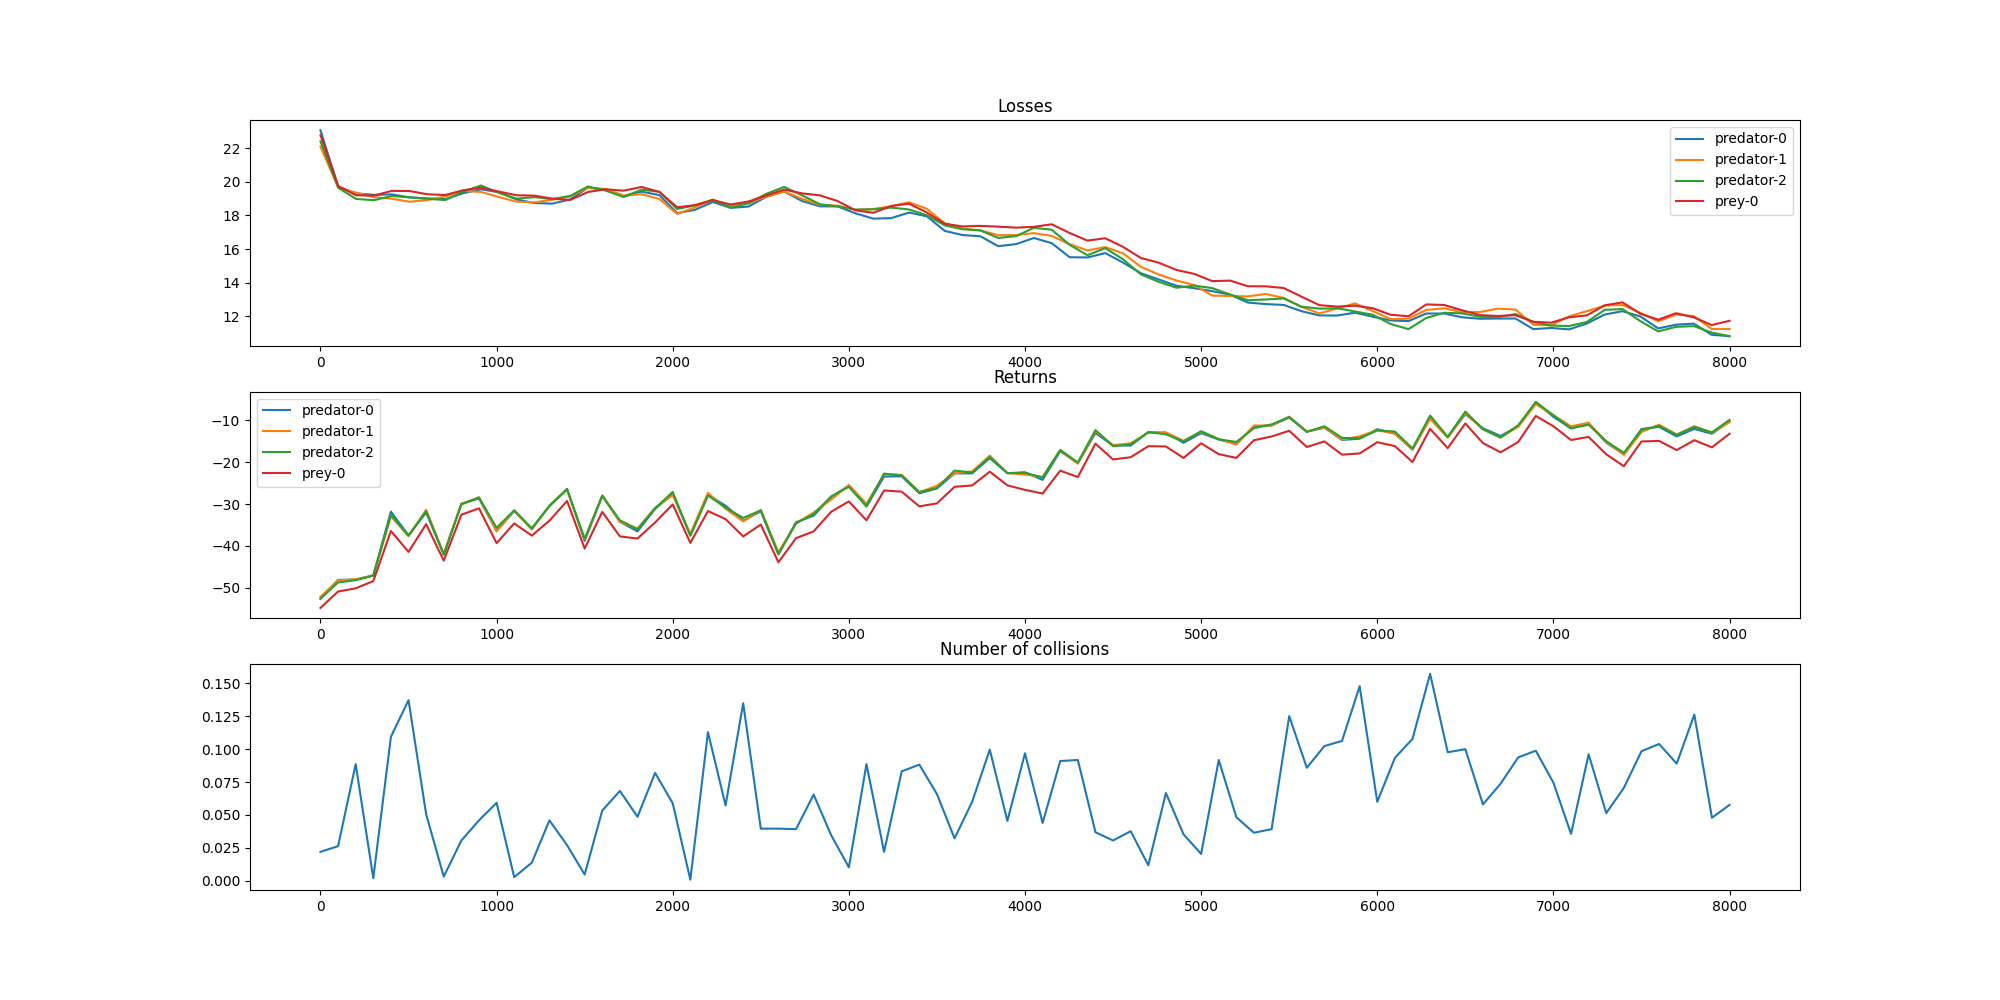 Losses
22
20
18
16
14
12
predator-0
predator-1
predator-2
prey-0
0 1000 2000 3000 4000 5000 6000 7000 8000
Returns
−10
−20
−30
−40
−50
predator-0
predator-1
predator-2
prey-0
0 1000 2000 3000 4000 5000 6000 7000 8000
Number of collisions
0.150
0.125
0.100
0.075
0.050
0.025
0.000
0 1000 2000 3000 4000 5000 6000 7000 8000